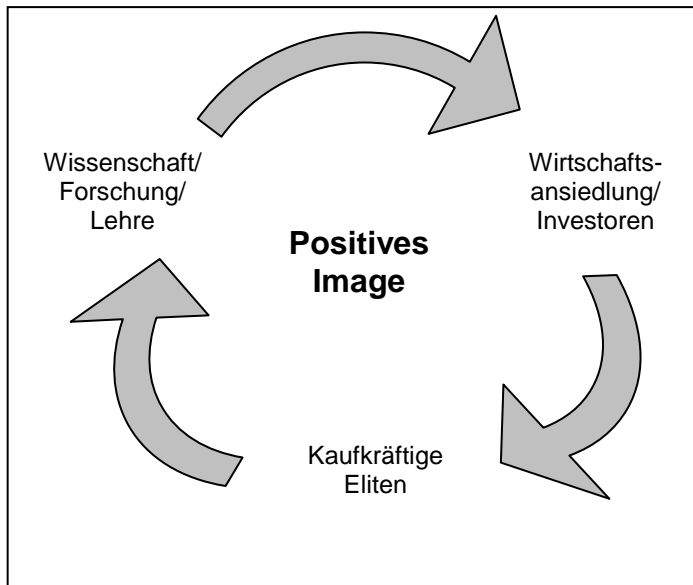 Wissenschaft/
Forschung/
Lehre
Wirtschafts-
ansiedlung/
Investoren
Positives
Image
Kaufkräftige
Eliten